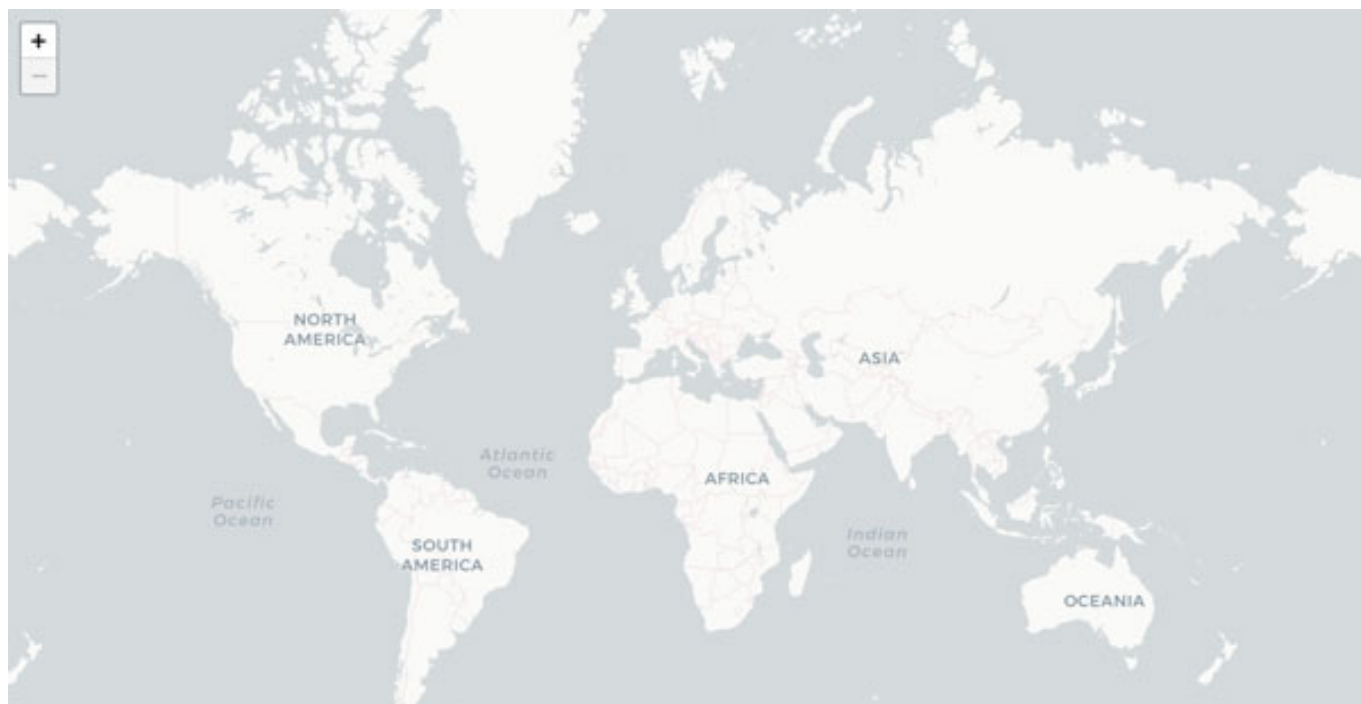 +
−
NORTH
AMERICA
ASIA
Atlantic
Ocean
AFRICA
Pacific
Ocean
Indian
Ocean
SOUTH
AMERICA
OCEANIA